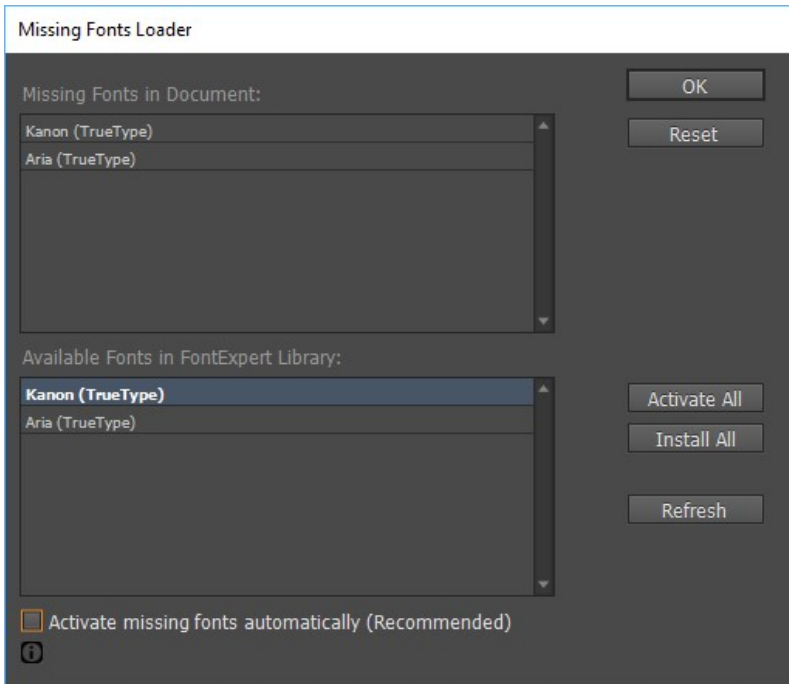 Missing Fonts Loader
Missing Fonts in Document:
OK
Kanon (TrueType)
Reset
Aria (TrueType)
Available Fonts in FontExpert Library:
Kanon (TrueType)
Activate All
Aria (TrueType)
Install All
Refresh
Activate missing fonts automatically (Recommended)